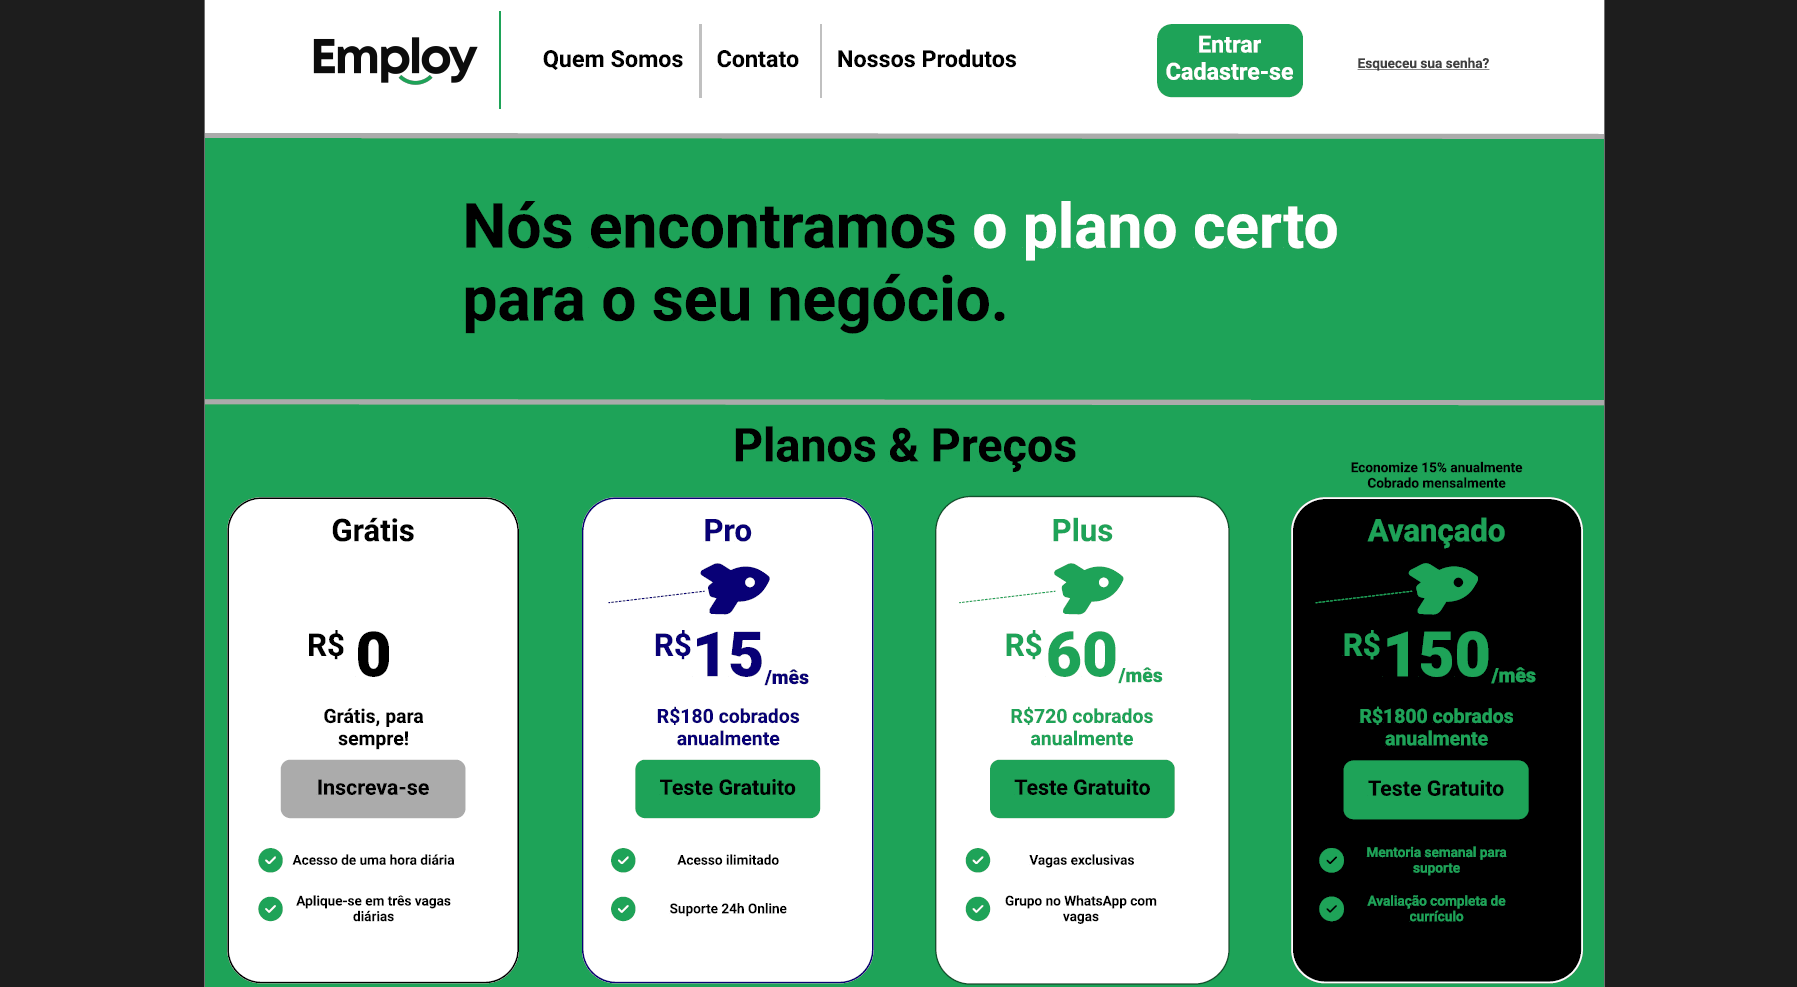 Employ
Quem Somos
Contato
Nossos Produtos
Entrar
Cadastre-se
Esqueceu sua senha?
Nós encontramos o plano certo
para o seu negócio.
Planos & Preços
Grátis
R$ 0
Grátis, para
sempre!
Inscreva-se
Acesso de uma hora diária
Aplique-se em três vagas
diárias
Pro
R$15/mês
R$180 cobrados
anualmente
Teste Gratuito
Acesso ilimitado
Suporte 24h Online
Plus
R$60/mês
R$720 cobrados
anualmente
Teste Gratuito
Vagas exclusivas
Grupo no WhatsApp com
vagas
Economize 15% anualmente
Cobrado mensalmente
Avançado
R$150/mês
R$1800 cobrados
anualmente
Teste Gratuito
Mentoria semanal para
suporte
Avaliação completa de
currículo